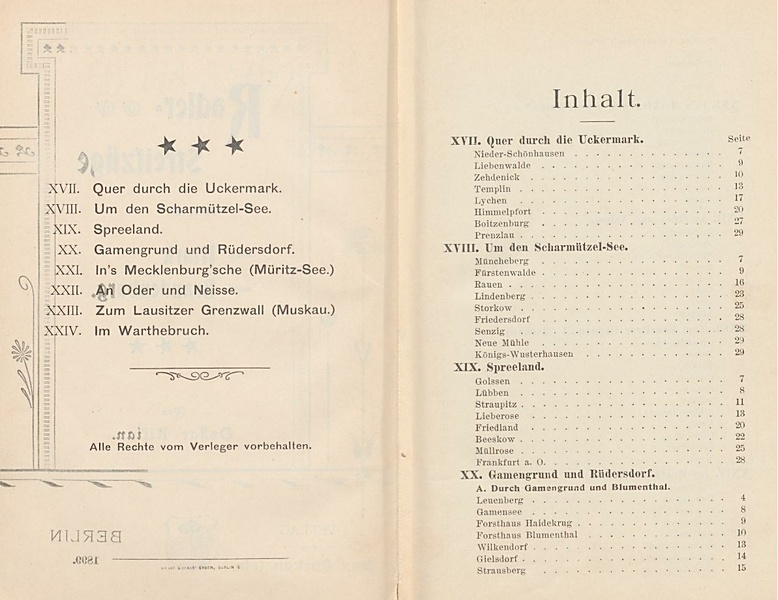 ★ ★ ★
XVII. Quer durch die Uckermark.
XVIII. Um den Scharmützel-See.
XIX. Spreeland.
XX. Gamengrund und Rüdersdorf.
XXI. In's Mecklenburg'sche (Müritz-See.)
XXII. An Oder und Neisse.
XXIII. Zum Lausitzer Grenzwall (Muskau.)
XXIV. Im Warthebruch.
Alle Rechte vom Verleger vorbehalten.
BERLIN
1899.
Inhalt.
XVII. Quer durch die Uckermark. Seite
Nieder-Schönhausen 7
Liebenwalde 9
Zehdenick 10
Templin 13
Lychen 17
Himmelpfort 20
Boitzenburg 27
Prenzlau 29
XVIII. Um den Scharmützel-See.
Müncheberg 7
Fürstenwalde 9
Rauen 16
Lindenberg 23
Storkow 25
Friedersdorf 28
Senzig 28
Neue Mühle 29
Königs-Wusterhausen 29
XIX. Spreeland.
Golssen 7
Lübben 8
Straupitz 11
Lieberose 13
Friedland 20
Beeskow 22
Müllrose 25
Frankfurt a. O. 28
XX. Gamengrund und Rüdersdorf.
A. Durch Gamengrund und Blumenthal.
Leuenberg 4
Gamensee 8
Forsthaus Haidekrug 9
Forsthaus Blumenthal 10
Wilkendorf 13
Gielsdorf 14
Strausberg 15